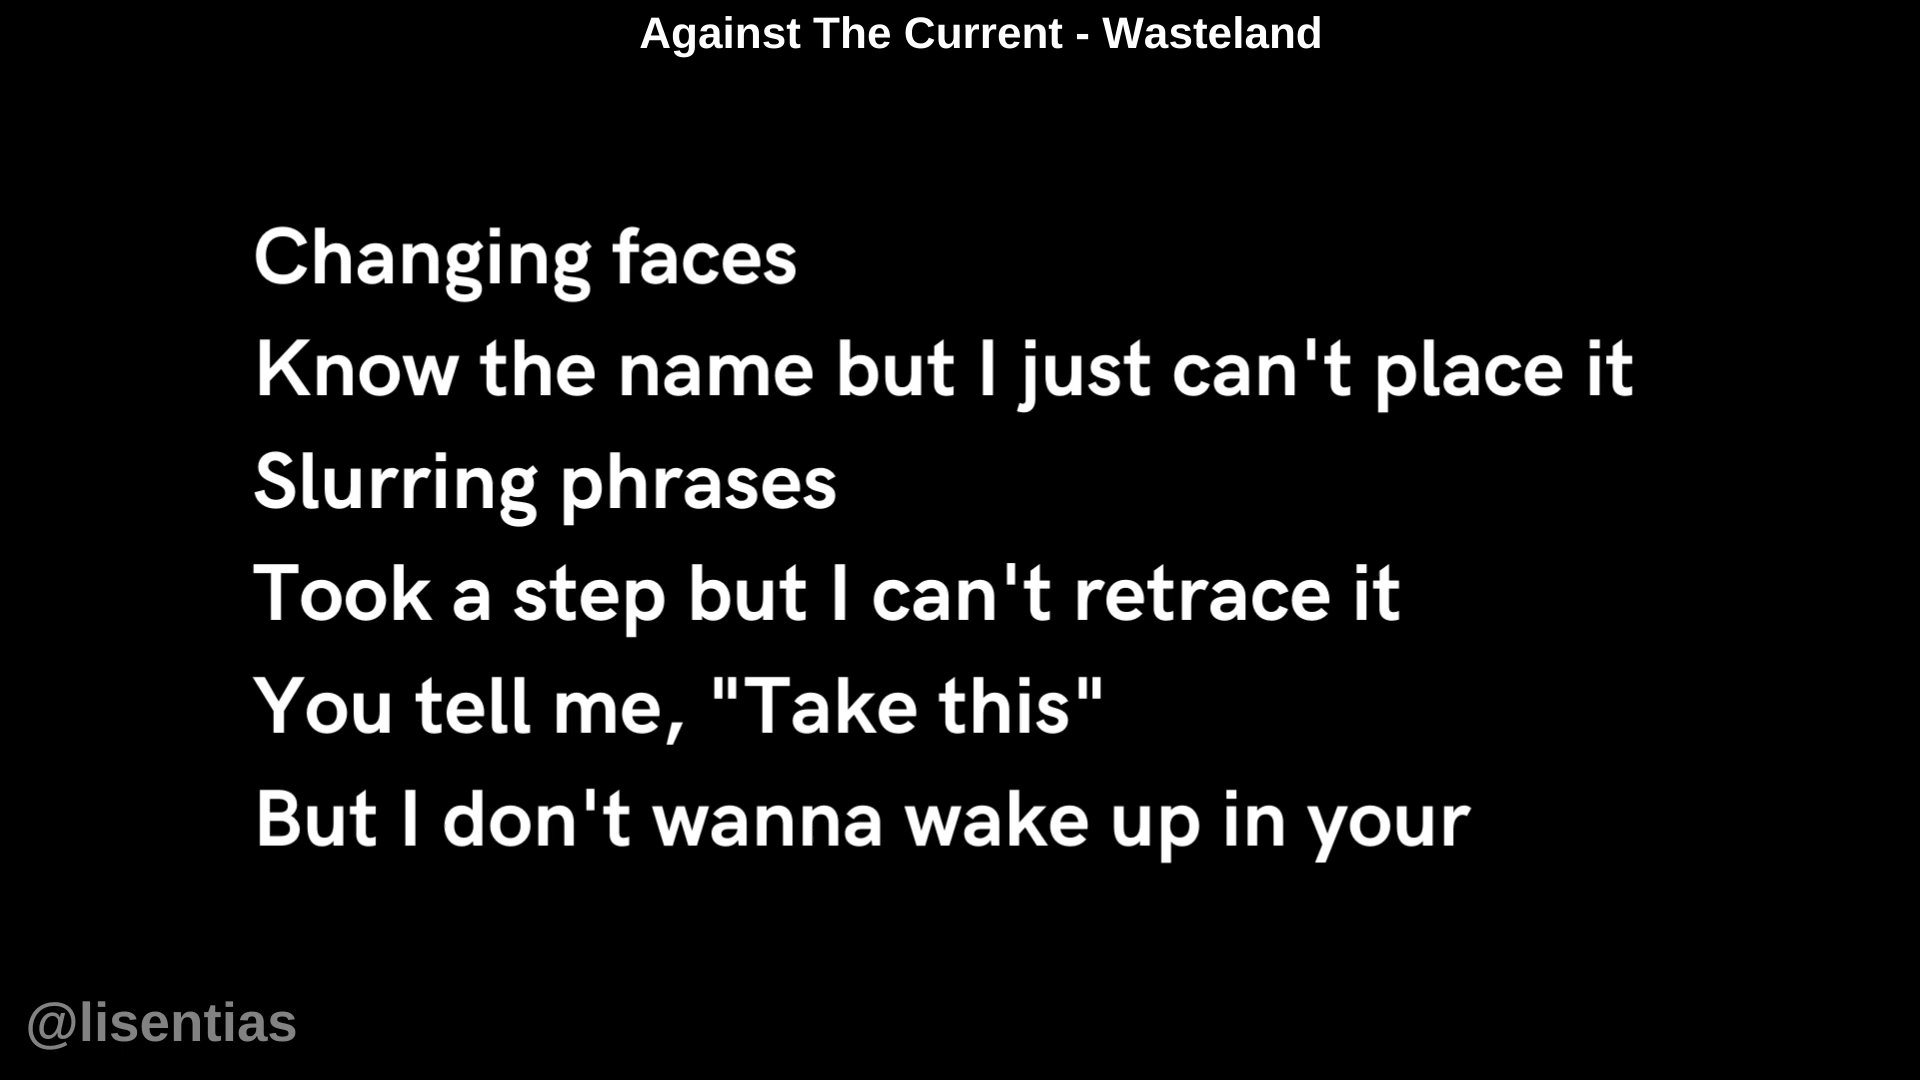 Against The Current - Wasteland
Changing faces
Know the name but I just can't place it
Slurring phrases
Took a step but I can't retrace it
You tell me, "Take this"
But I don't wanna wake up in your
@lisentias